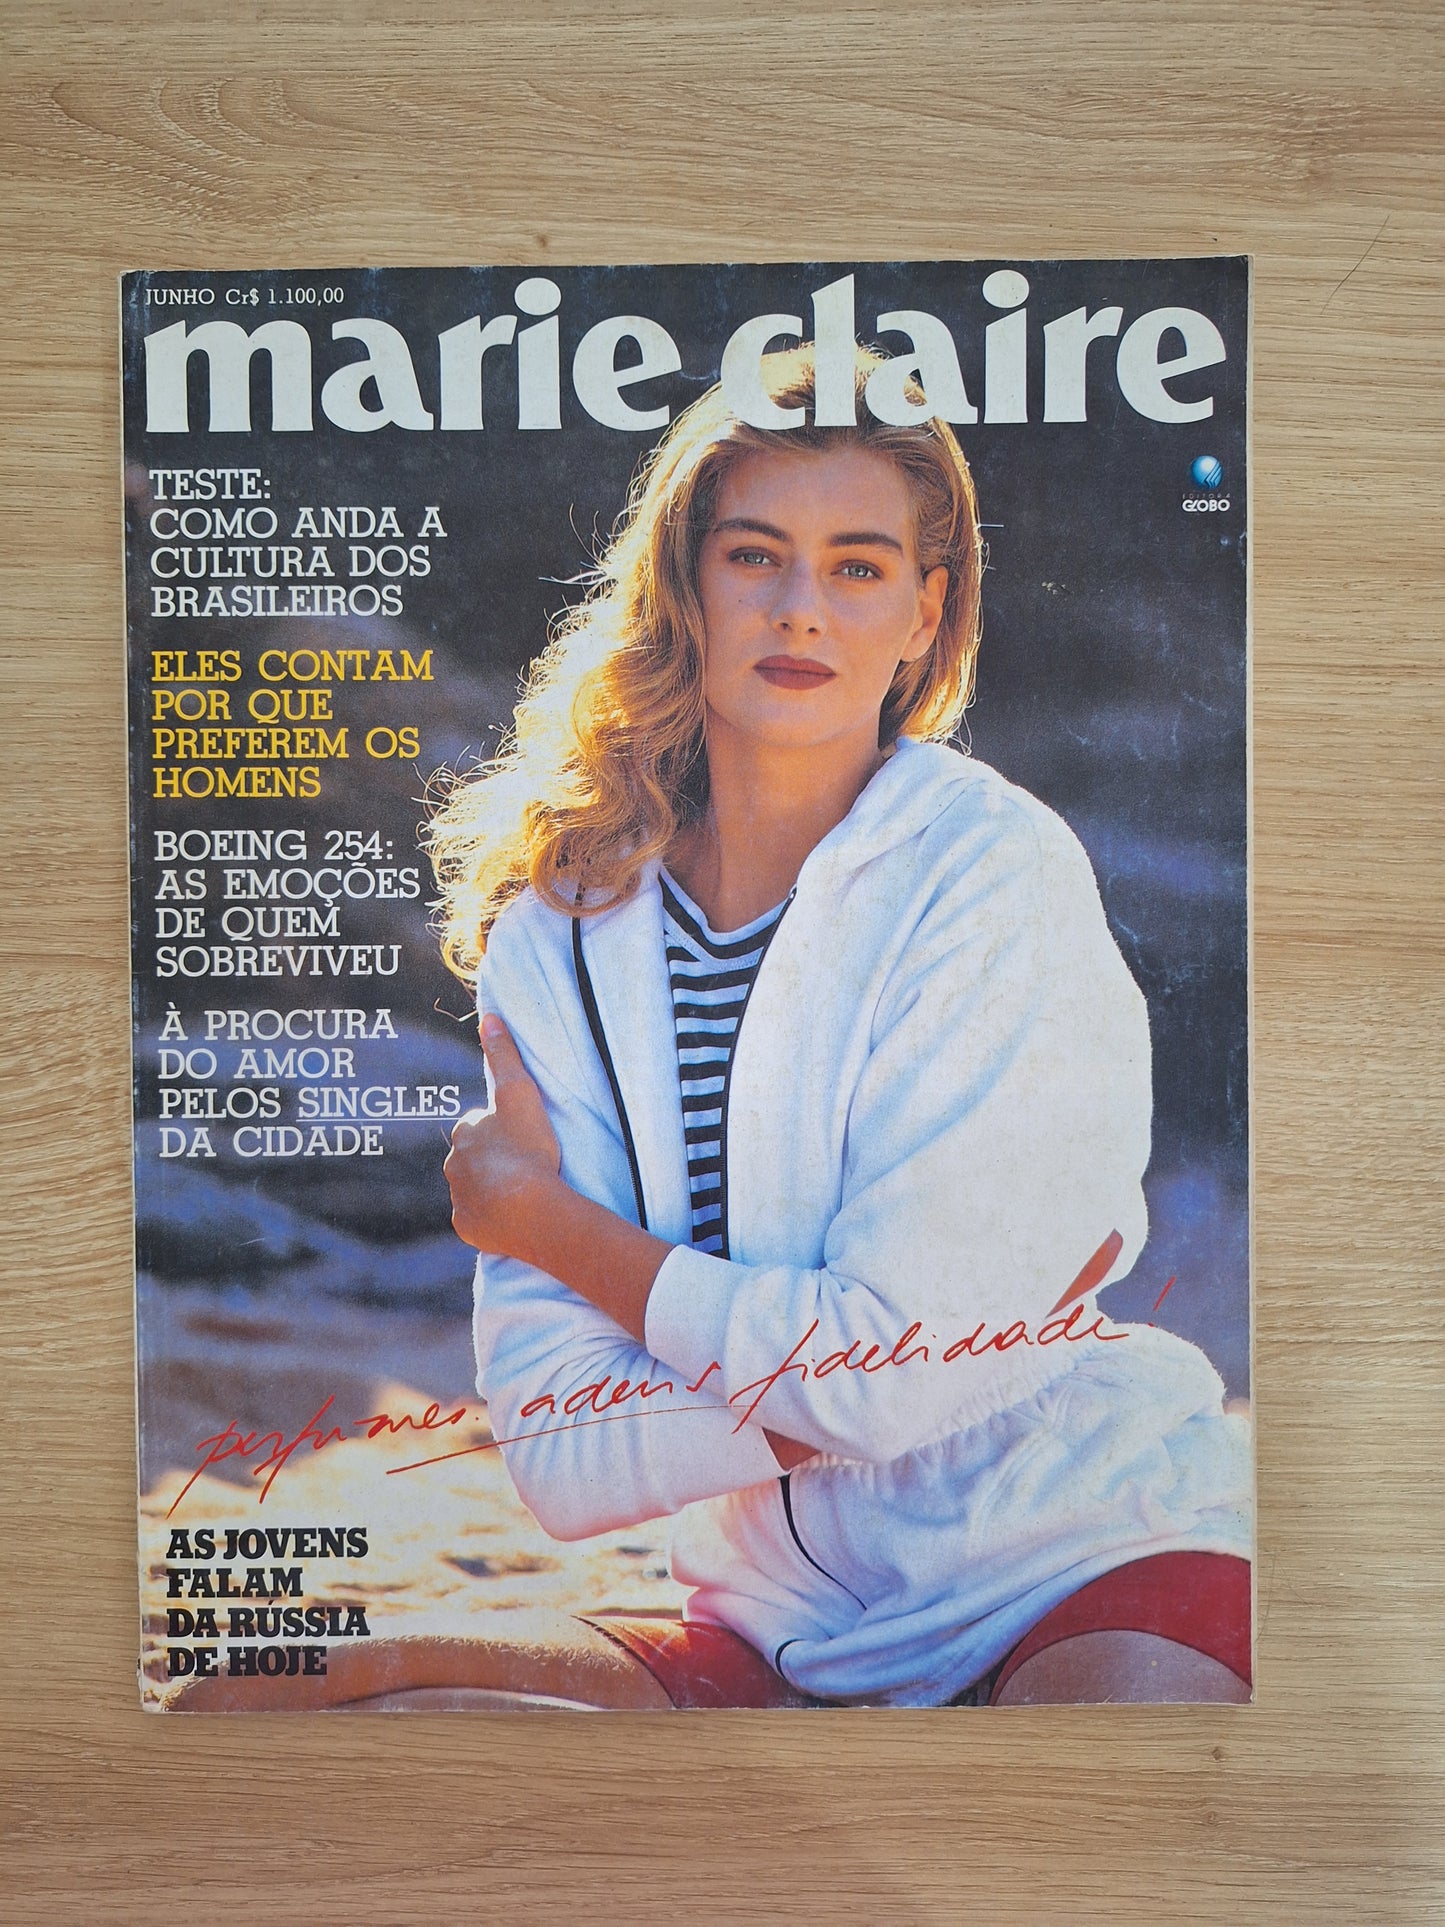 JUNHO Cr$ 1.100,00
marie claire
EDITORA
GLOBO
TESTE:
COMO ANDA A
CULTURA DOS
BRASILEIROS
ELES CONTAM
POR QUE
PREFEREM OS
HOMENS
BOEING 254:
AS EMOÇÕES
DE QUEM
SOBREVIVEU
À PROCURA
DO AMOR
PELOS SINGLES
DA CIDADE
perfumes. adeus fidelidade!
AS JOVENS
FALAM
DA RÚSSIA
DE HOJE